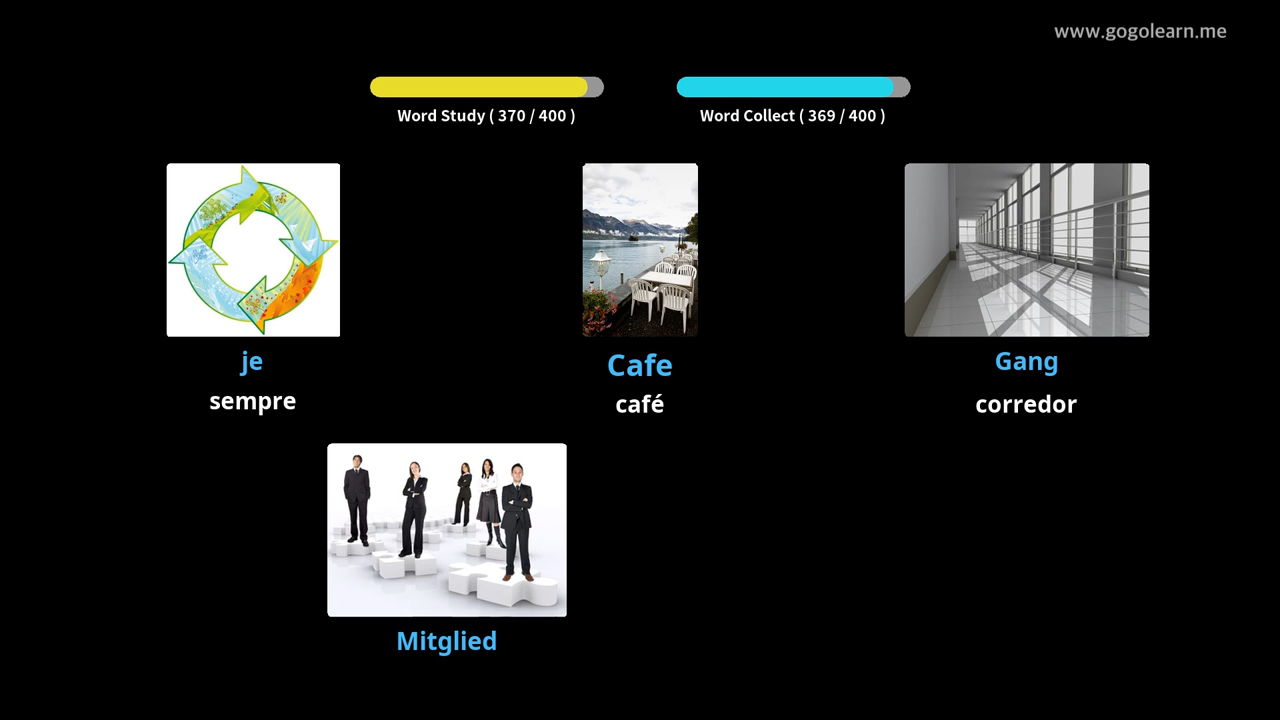 www.gogolearn.me
Word Study ( 370 / 400 )
Word Collect ( 369 / 400 )
je
sempre
Cafe
café
Gang
corredor
Mitglied